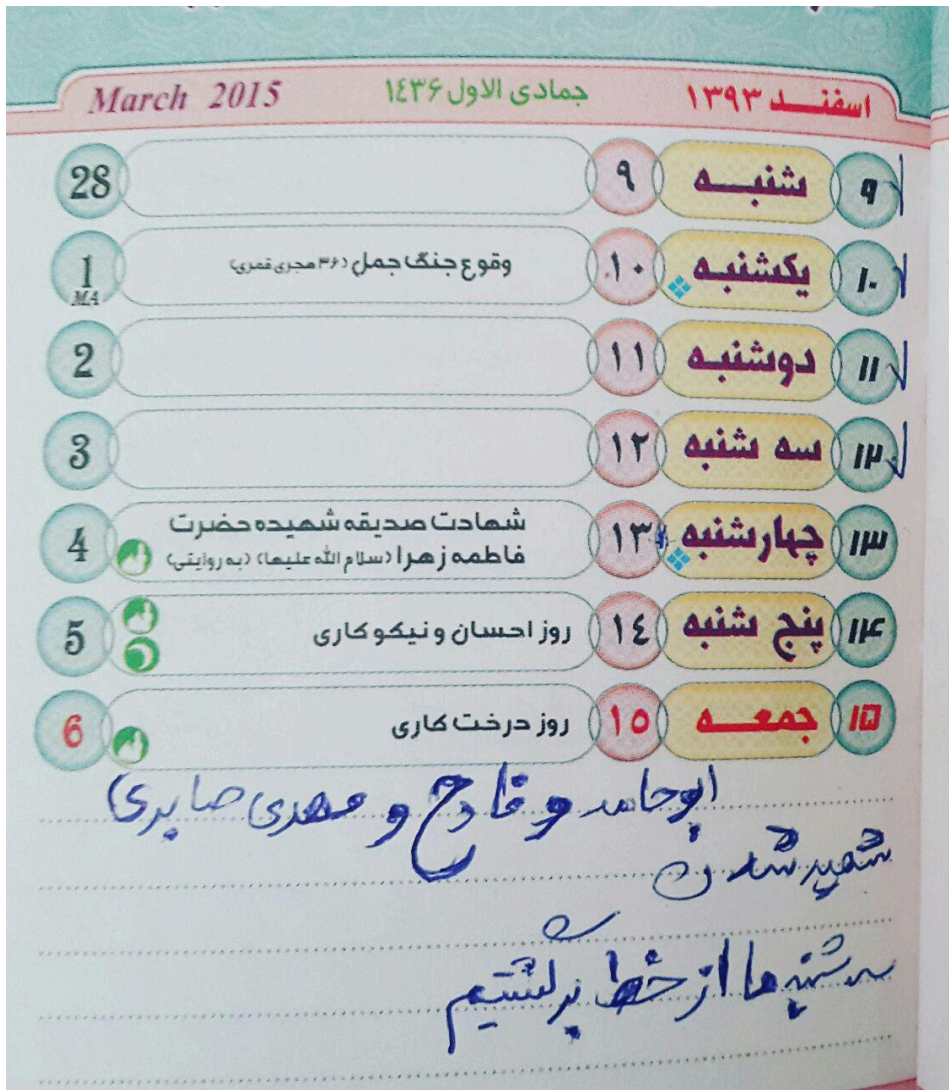 اسفند ۱۳۹۳ جمادی الاول ۱٤۳۶ March 2015
۹ شنبه ۹ 28
۱۰ یکشنبه ۱۰ وقوع جنگ جمل (۳۶ هجری قمری) 1 MA
۱۱ دوشنبه ۱۱ 2
۱۲ سه شنبه ۱۲ 3
۱۳ چهارشنبه ۱۳ شهادت صدیقه شهیده حضرت 4
فاطمه زهرا (سلام الله علیها) (به روایتی)
۱۴ پنج شنبه ۱٤ روز احسان و نیکوکاری 5
۱۵ جمعه ۱۵ روز درخت کاری 6
ابوحامد و فاتح و مهدی صابری
شهید شدن
سه شنبه ما از خط برگشتیم